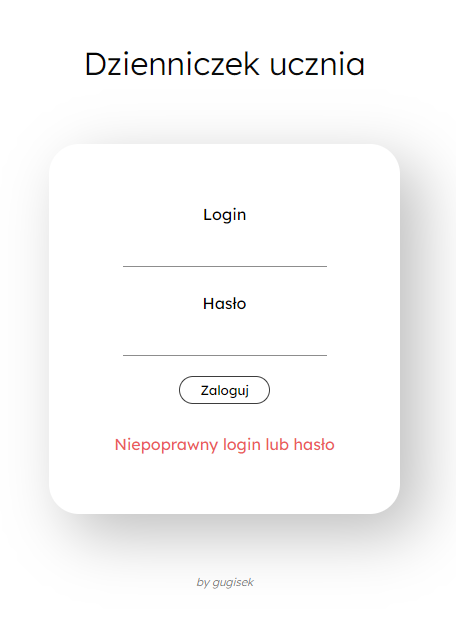 Dzienniczek ucznia
Login
Hasło
Zaloguj
Niepoprawny login lub hasło
by gugisek